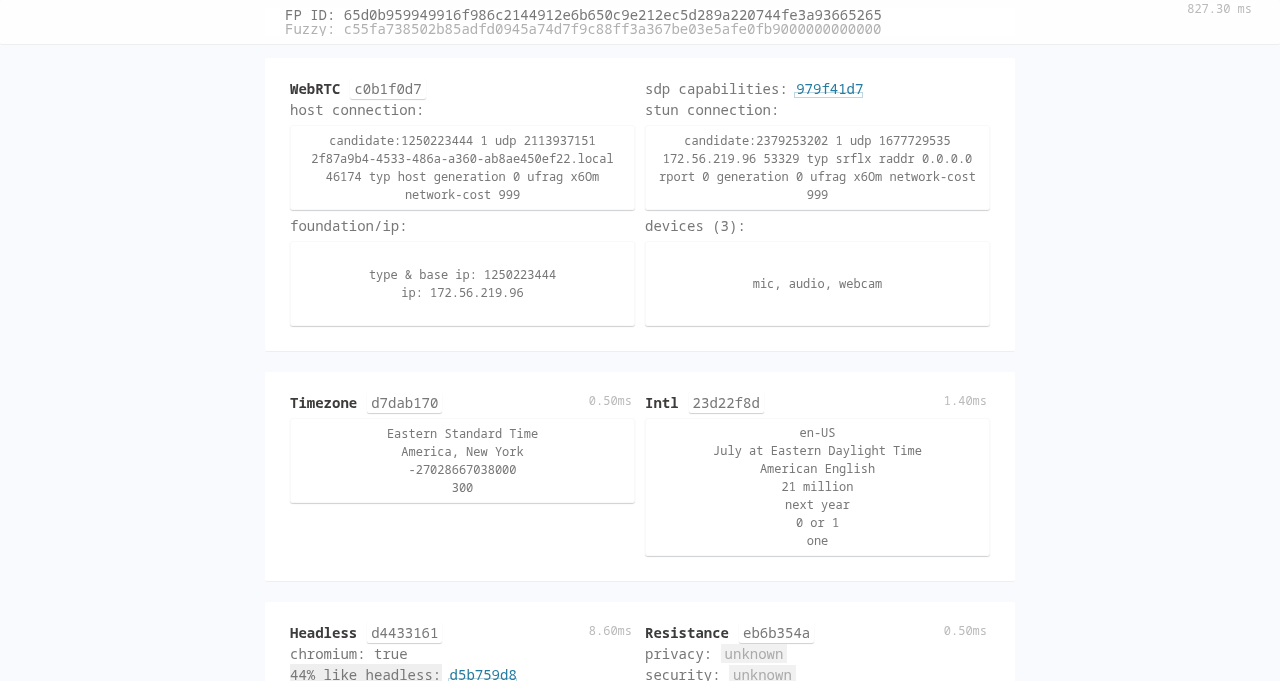 827.30 ms
FP ID: 65d0b959949916f986c2144912e6b650c9e212ec5d289a220744fe3a93665265
Fuzzy: c55fa738502b85adfd0945a74d7f9c88ff3a367be03e5afe0fb9000000000000
WebRTC c0b1f0d7
host connection:
candidate:1250223444 1 udp 2113937151
2f87a9b4-4533-486a-a360-ab8ae450ef22.local
46174 typ host generation 0 ufrag x6Om
network-cost 999
foundation/ip:
type & base ip: 1250223444
ip: 172.56.219.96
sdp capabilities: 979f41d7
stun connection:
candidate:2379253202 1 udp 1677729535
172.56.219.96 53329 typ srflx raddr 0.0.0.0
rport 0 generation 0 ufrag x6Om network-cost
999
devices (3):
mic, audio, webcam
Timezone d7dab170 0.50ms
Eastern Standard Time
America, New York
-27028667038000
300
Intl 23d22f8d 1.40ms
en-US
July at Eastern Daylight Time
American English
21 million
next year
0 or 1
one
Headless d4433161 8.60ms
chromium: true
44% like headless: d5b759d8
Resistance eb6b354a 0.50ms
privacy: unknown
security: unknown